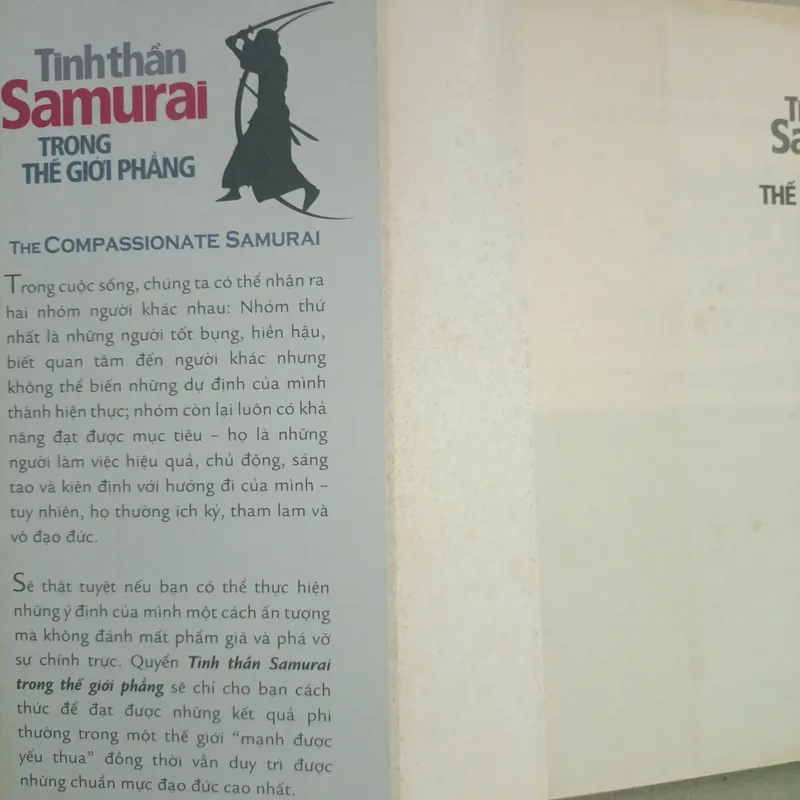 Tinh thần
Samurai
TRONG
THẾ GIỚI PHẲNG
THE COMPASSIONATE SAMURAI
Trong cuộc sống, chúng ta có thể nhận ra
hai nhóm người khác nhau: Nhóm thứ
nhất là những người tốt bụng, hiền hậu,
biết quan tâm đến người khác nhưng
không thể biến những dự định của mình
thành hiện thực; nhóm còn lại luôn có khả
năng đạt được mục tiêu – họ là những
người làm việc hiệu quả, chủ động, sáng
tạo và kiên định với hướng đi của mình –
tuy nhiên, họ thường ích kỷ, tham lam và
vô đạo đức.
Sẽ thật tuyệt nếu bạn có thể thực hiện
những ý định của mình một cách ấn tượng
mà không đánh mất phẩm giá và phá vỡ
sự chính trực. Quyển Tinh thần Samurai
trong thế giới phẳng sẽ chỉ cho bạn cách
thức để đạt được những kết quả phi
thường trong một thế giới “mạnh được
yếu thua” đồng thời vẫn duy trì được
những chuẩn mực đạo đức cao nhất.
THẾ